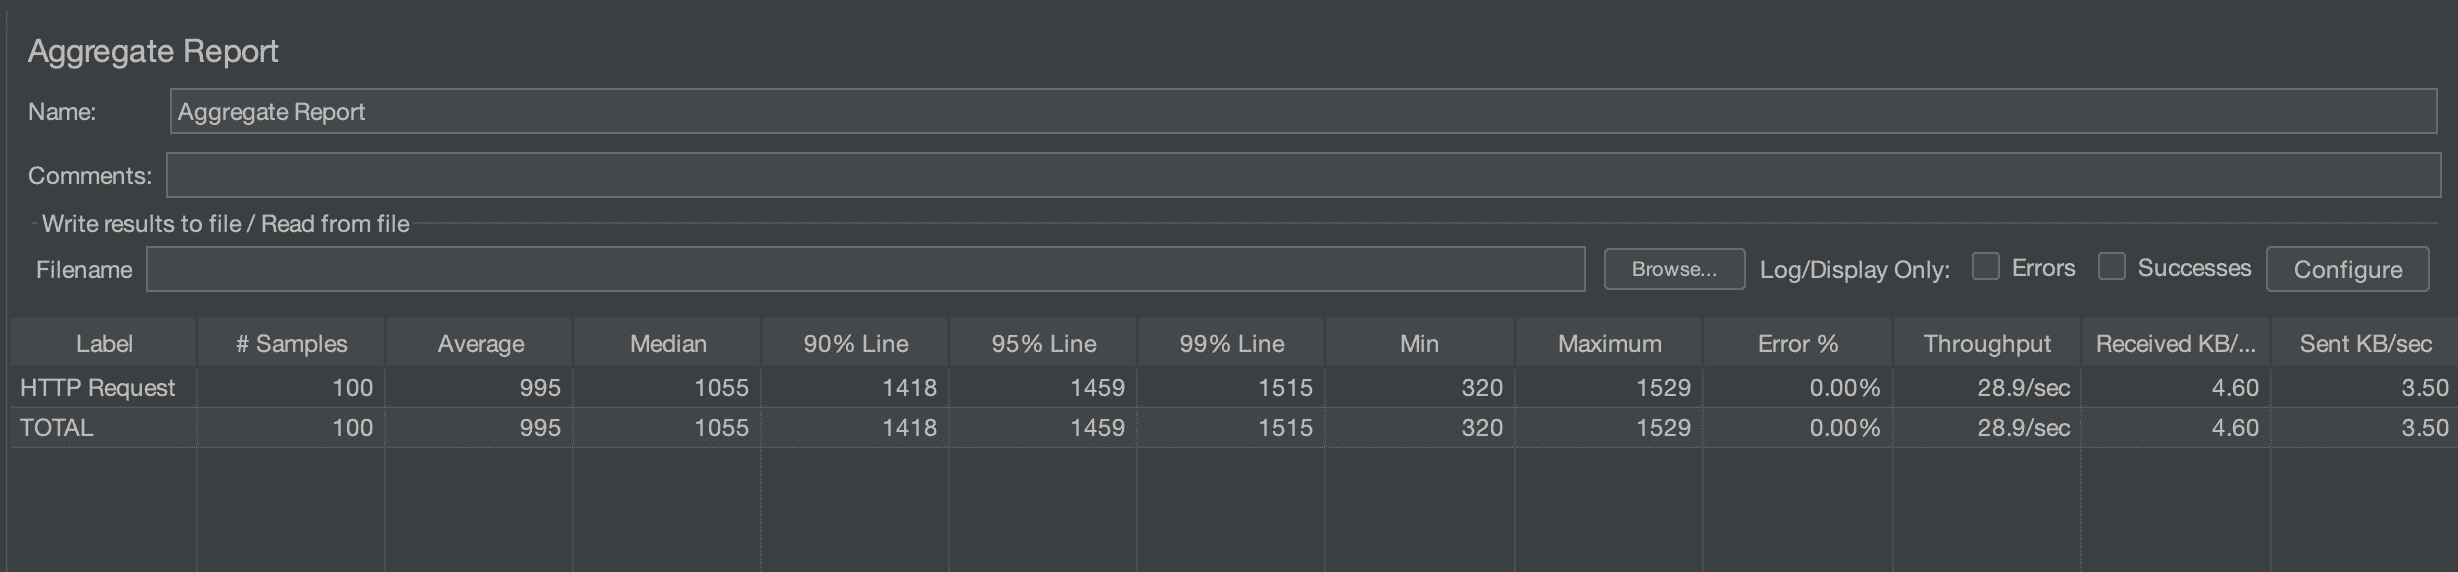 Aggregate Report
Name: Aggregate Report
Comments:
Write results to file / Read from file
Filename Browse... Log/Display Only: Errors Successes Configure
Label # Samples Average Median 90% Line 95% Line 99% Line Min Maximum Error % Throughput Received KB/... Sent KB/sec
HTTP Request 100 995 1055 1418 1459 1515 320 1529 0.00% 28.9/sec 4.60 3.50
TOTAL 100 995 1055 1418 1459 1515 320 1529 0.00% 28.9/sec 4.60 3.50